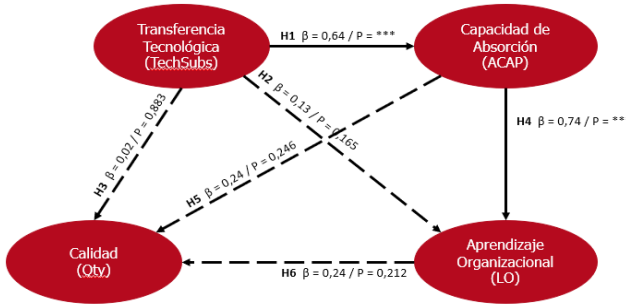 Transferencia
Tecnológica
(TechSubs)
H1 β = 0,64 / P = ***
Capacidad de
Absorción
(ACAP)
H2 β = 0,13 / P = 0,165
H3 β = 0,02 / P = 0,883
H4 β = 0,74 / P = **
H5 β = 0,24 / P = 0,246
Calidad
(Qty)
H6 β = 0,24 / P = 0,212
Aprendizaje
Organizacional
(LO)